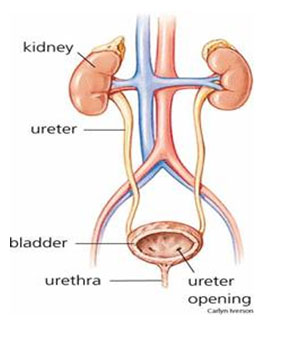 kidney
ureter
bladder
urethra
ureter
opening
Carlyn Iverson